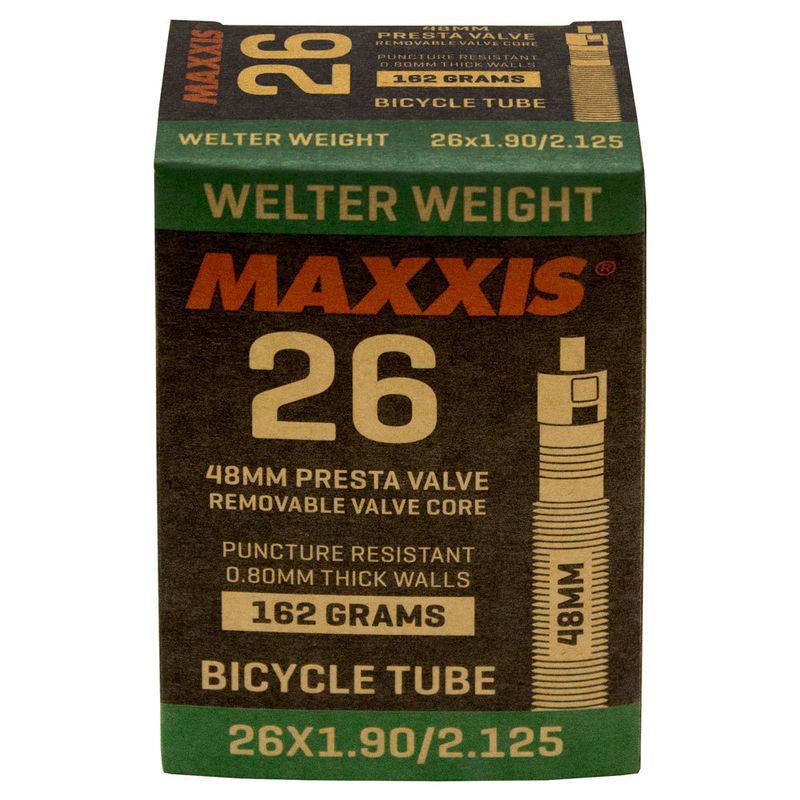 MAXXIS
26
48MM
PRESTA VALVE
REMOVABLE VALVE CORE
PUNCTURE RESISTANT
0.80MM THICK WALLS
162 GRAMS
BICYCLE TUBE
WELTER WEIGHT 26x1.90/2.125
WELTER WEIGHT
MAXXIS®
26
48MM PRESTA VALVE
REMOVABLE VALVE CORE
PUNCTURE RESISTANT
0.80MM THICK WALLS
162 GRAMS
48MM
BICYCLE TUBE
26X1.90/2.125